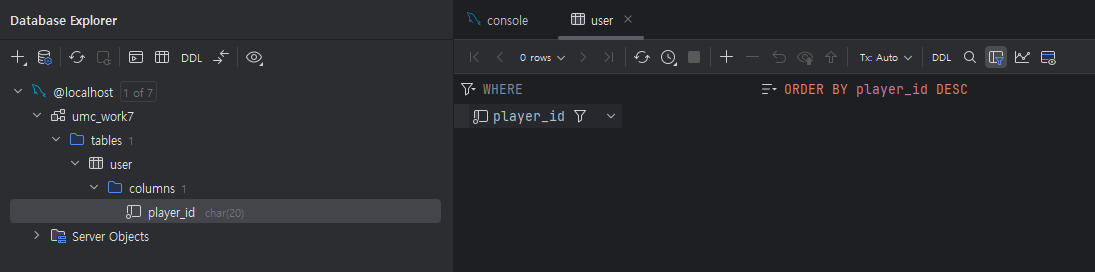 Database Explorer
DDL
@localhost 1 of 7
umc_work7
tables 1
user
columns 1
player_id char(20)
Server Objects
console user
0 rows Tx: Auto DDL
WHERE ORDER BY player_id DESC
player_id